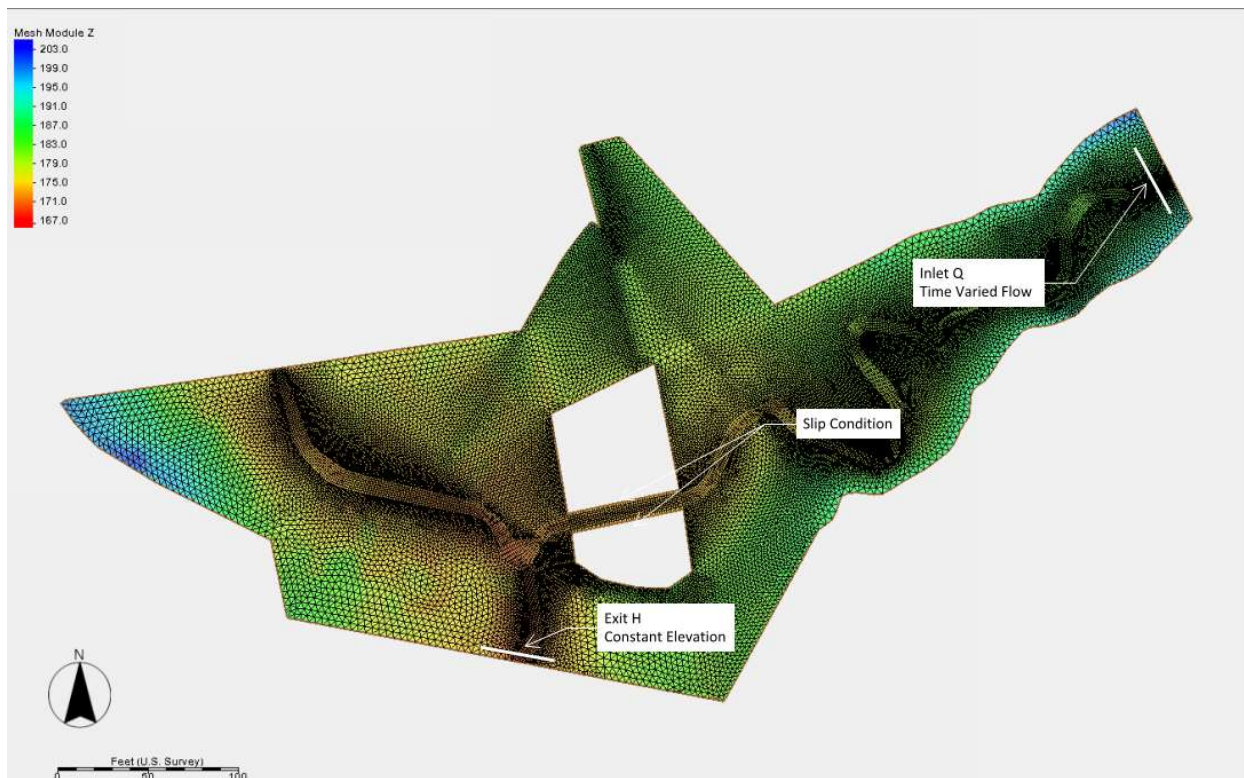 Mesh Module Z
203.0
199.0
195.0
191.0
187.0
183.0
179.0
175.0
171.0
167.0
Inlet Q
Time Varied Flow
Slip Condition
Exit H
Constant Elevation
N
Feet (U.S. Survey)
0 50 100